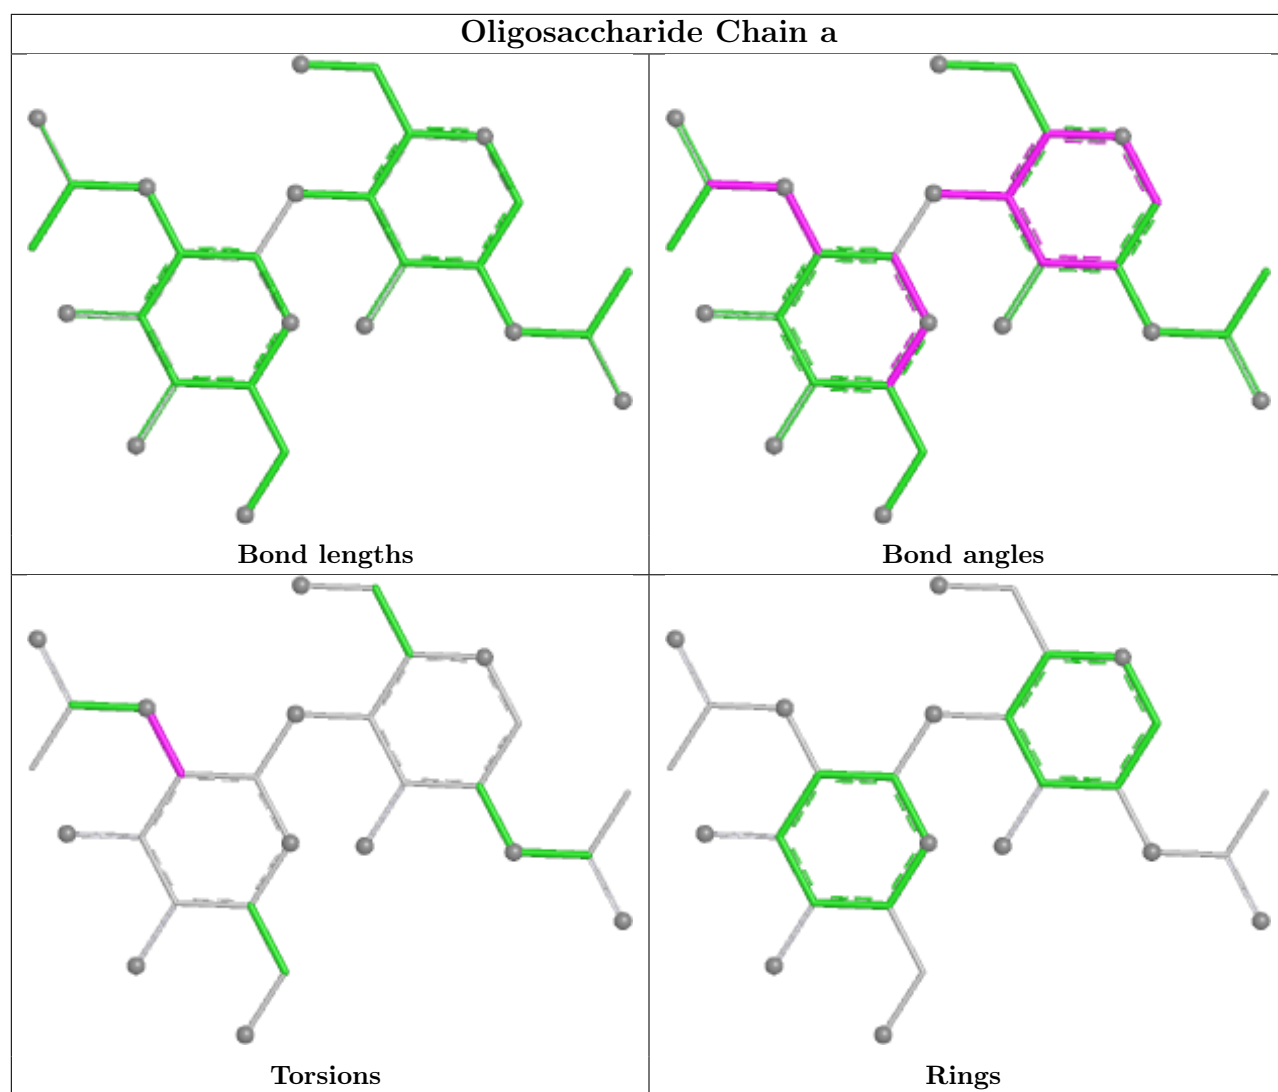 Oligosaccharide Chain a
Bond lengths
Bond angles
Torsions
Rings